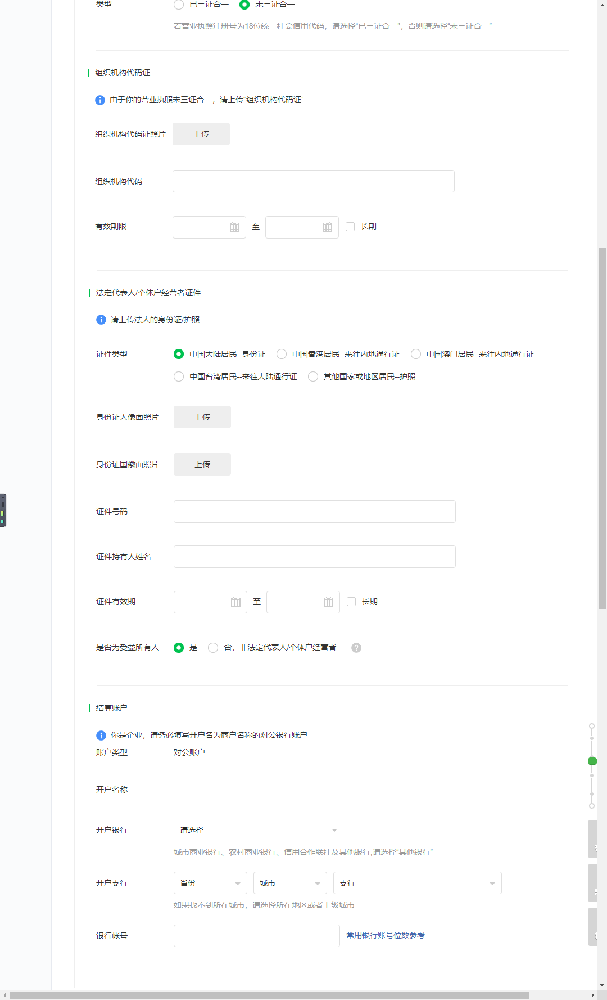 类型 已三证合一 未三证合一
若营业执照注册号为18位统一社会信用代码，请选择“已三证合一”，否则请选择“未三证合一”
组织机构代码证
由于你的营业执照未三证合一，请上传“组织机构代码证”
组织机构代码证照片 上传
组织机构代码
有效期限 至 长期
法定代表人/个体户经营者证件
请上传法人的身份证/护照
证件类型 中国大陆居民--身份证 中国香港居民--来往内地通行证 中国澳门居民--来往内地通行证
中国台湾居民--来往大陆通行证 其他国家或地区居民--护照
身份证人像面照片 上传
身份证国徽面照片 上传
证件号码
证件持有人姓名
证件有效期 至 长期
是否为受益所有人 是 否，非法定代表人/个体户经营者 ?
结算账户
你是企业，请务必填写开户名为商户名称的对公银行账户
账户类型 对公账户
开户名称
开户银行 请选择
城市商业银行、农村商业银行、信用合作联社及其他银行,请选择“其他银行”
开户支行 省份 城市 支行
如果找不到所在城市，请选择所在地区或者上级城市
银行帐号 常用银行账号位数参考